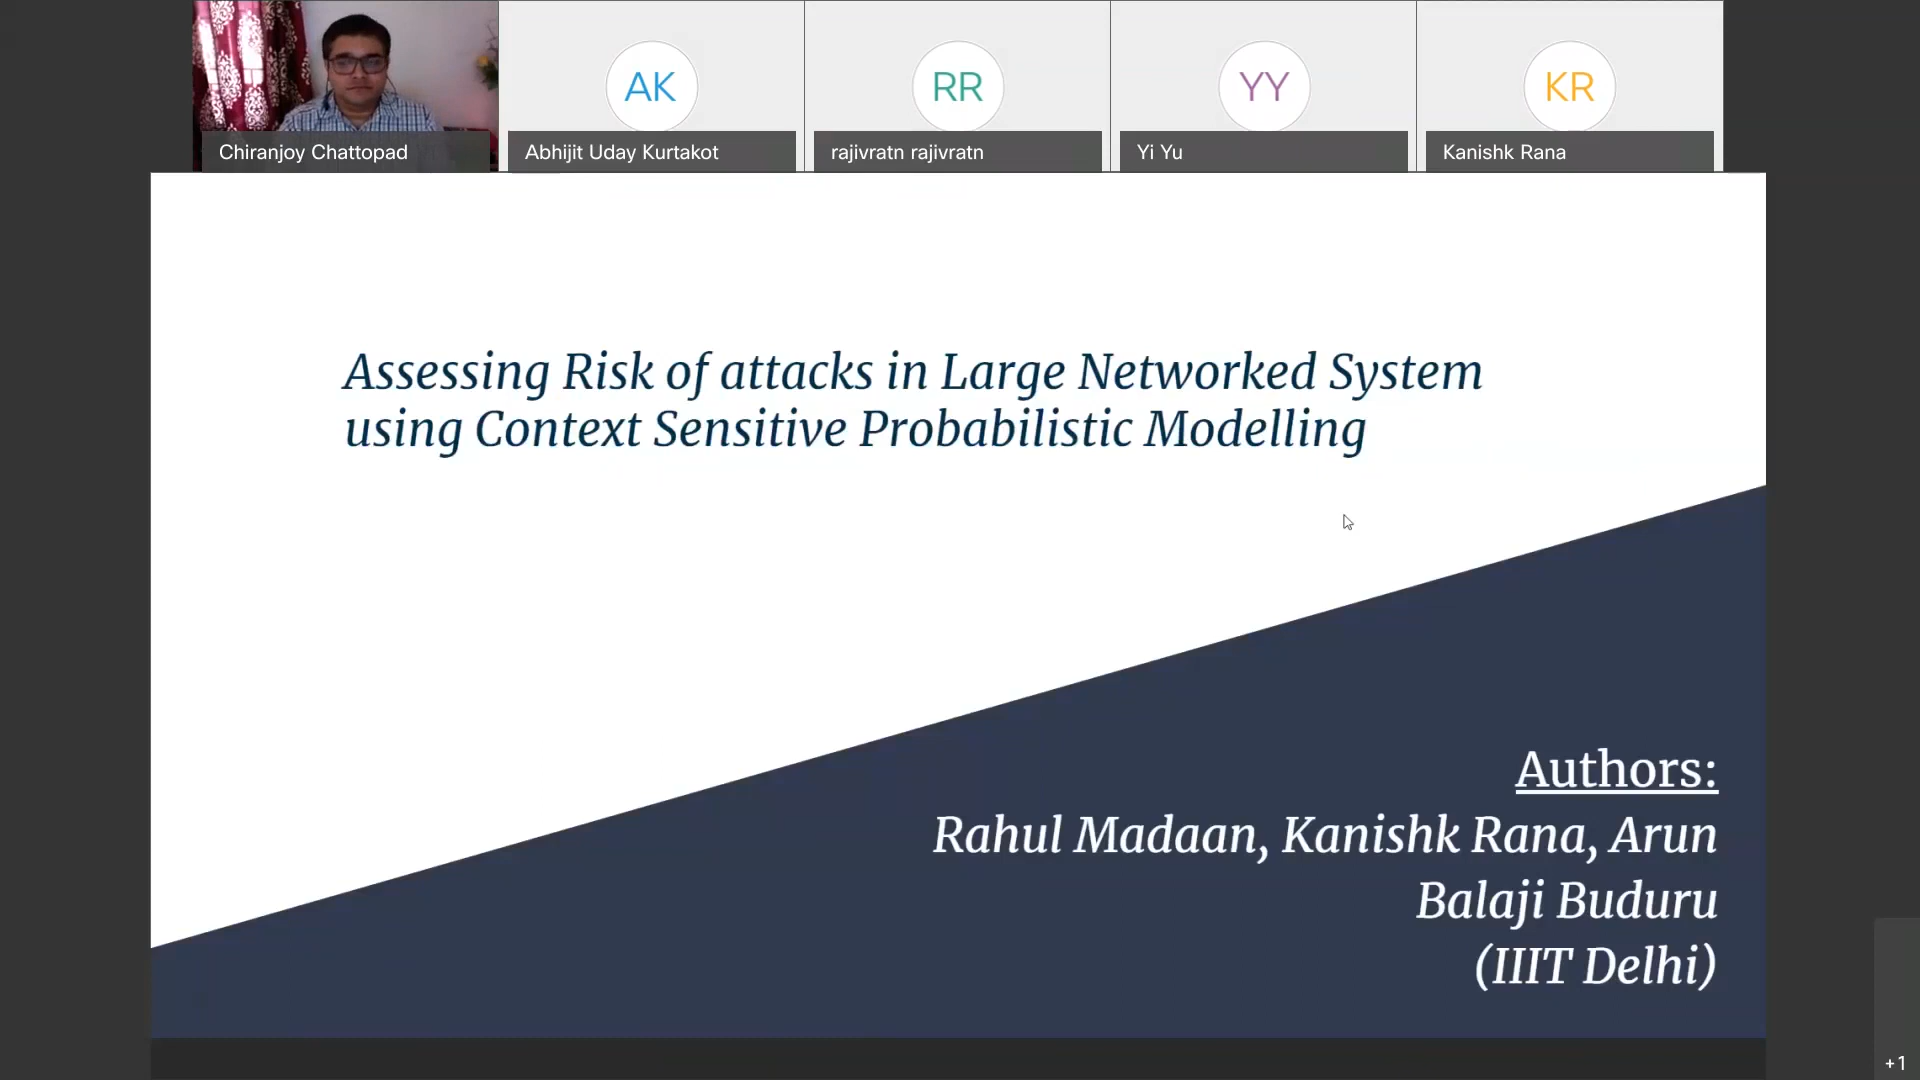 AK
RR
YY
KR
Chiranjoy Chattopad
Abhijit Uday Kurtakot
rajivratn rajivratn
Yi Yu
Kanishk Rana
Assessing Risk of attacks in Large Networked System
using Context Sensitive Probabilistic Modelling
Authors:
Rahul Madaan, Kanishk Rana, Arun
Balaji Buduru
(IIIT Delhi)
+1